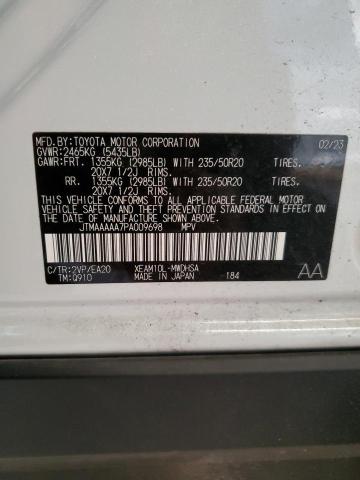 MFD.BY:TOYOTA MOTOR CORPORATION 02/23
GVWR:2465KG (5435LB)
GAWR:FRT. 1355KG (2985LB) WITH 235/50R20 TIRES,
20X7 1/2J RIMS,
RR. 1355KG (2985LB) WITH 235/50R20 TIRES,
20X7 1/2J RIMS,
THIS VEHICLE CONFORMS TO ALL APPLICABLE FEDERAL MOTOR
VEHICLE SAFETY, BUMPER, AND THEFT PREVENTION STANDARDS IN
EFFECT ON THE DATE OF MANUFACTURE SHOWN ABOVE.
JTMAAAAA7PA009698 MPV
C/TR:2VP/EA20 XEAM10L-MWDHSA
TM:Q910 MADE IN JAPAN 184 AA